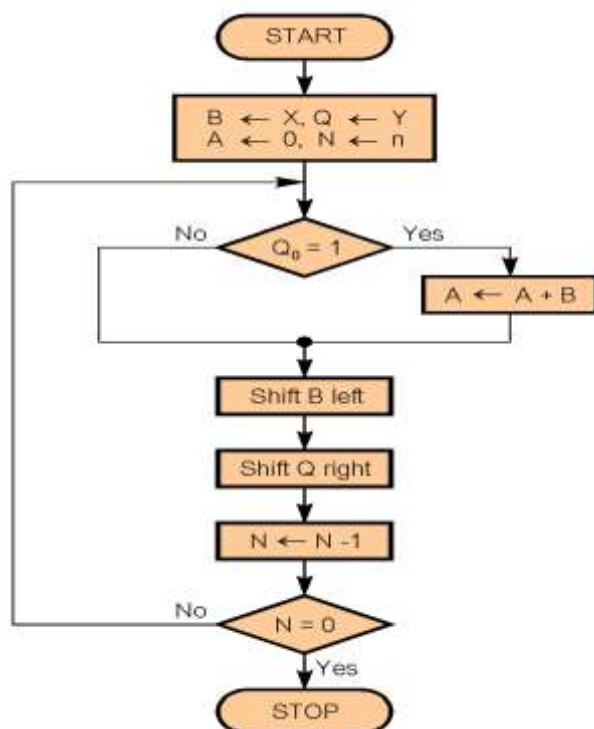 START
B ← X, Q ← Y
A ← 0, N ← n
No
Q₀ = 1
Yes
A ← A + B
Shift B left
Shift Q right
N ← N -1
No
N = 0
Yes
STOP